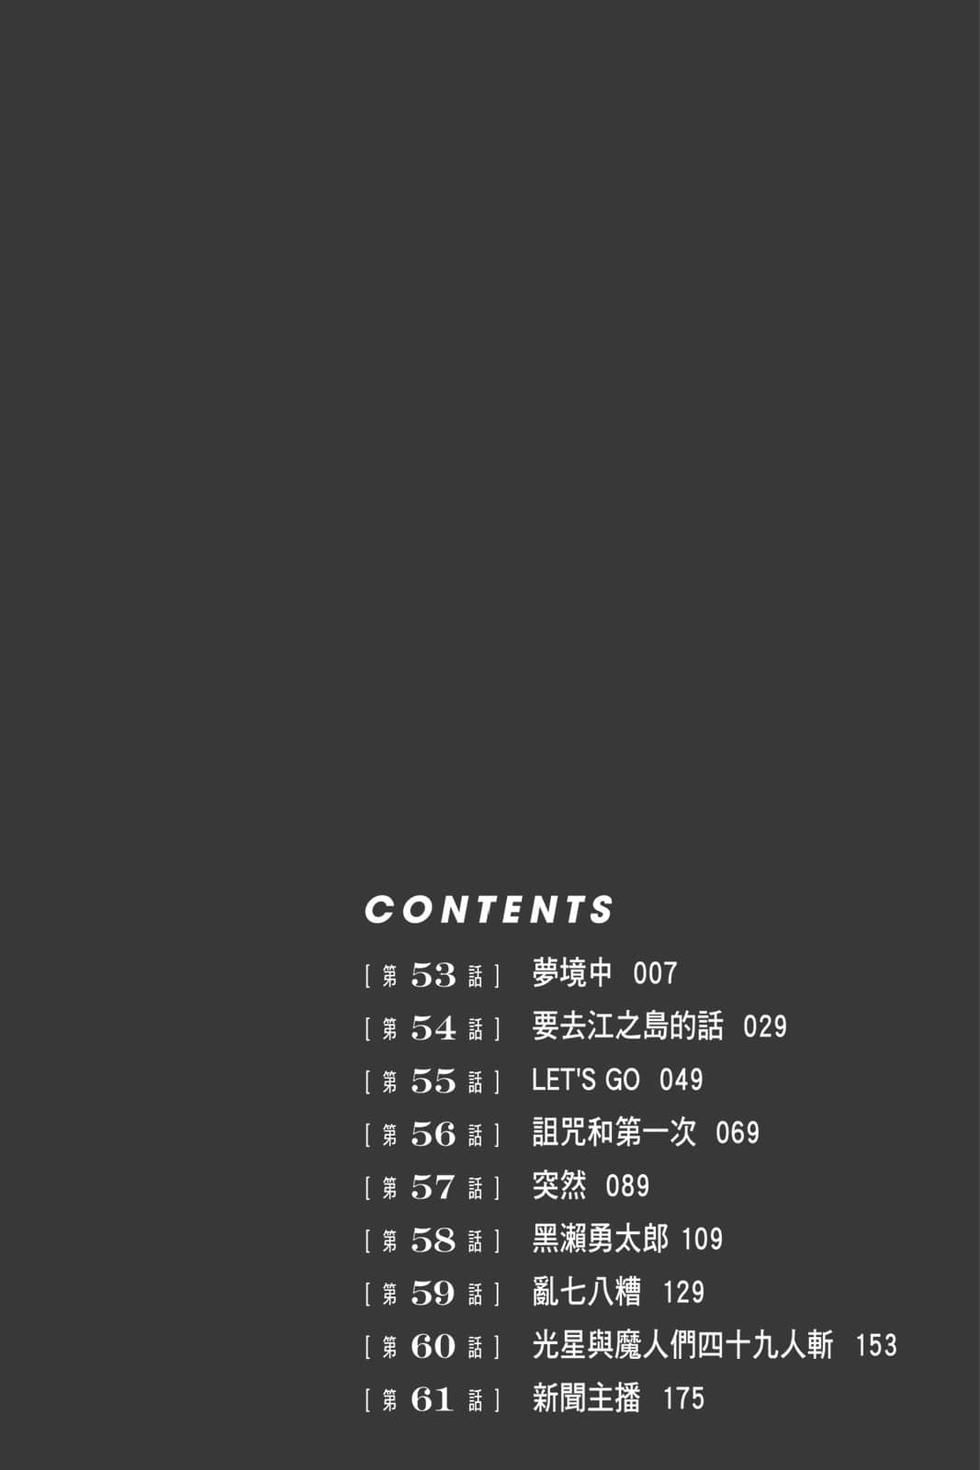 CONTENTS
[ 第 53 話 ] 夢境中 007
[ 第 54 話 ] 要去江之島的話 029
[ 第 55 話 ] LET'S GO 049
[ 第 56 話 ] 詛咒和第一次 069
[ 第 57 話 ] 突然 089
[ 第 58 話 ] 黑瀨勇太郎 109
[ 第 59 話 ] 亂七八糟 129
[ 第 60 話 ] 光星與魔人們四十九人斬 153
[ 第 61 話 ] 新聞主播 175